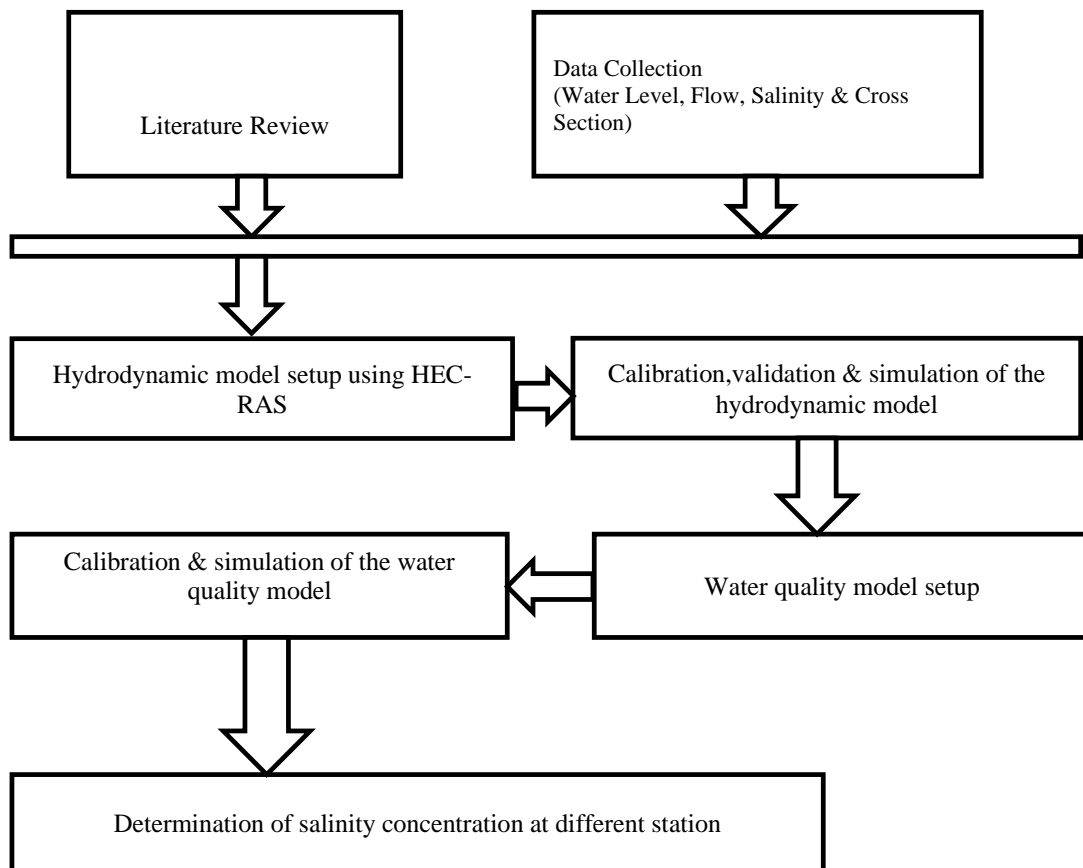 Literature Review
Data Collection
(Water Level, Flow, Salinity & Cross
Section)
Hydrodynamic model setup using HEC-
RAS
Calibration,validation & simulation of the
hydrodynamic model
Calibration & simulation of the water
quality model
Water quality model setup
Determination of salinity concentration at different station